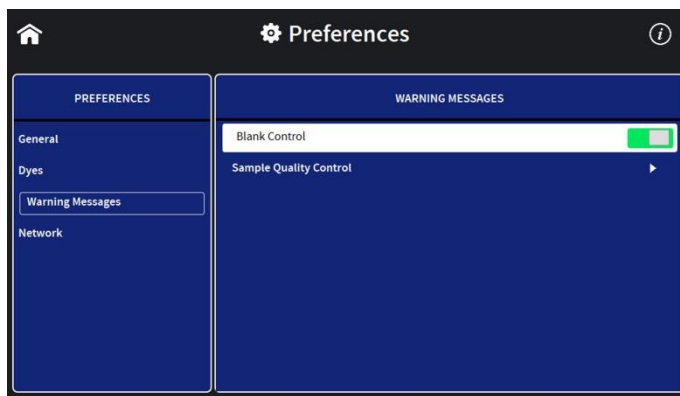 Preferences
PREFERENCES
General
Dyes
Warning Messages
Network
WARNING MESSAGES
Blank Control
Sample Quality Control